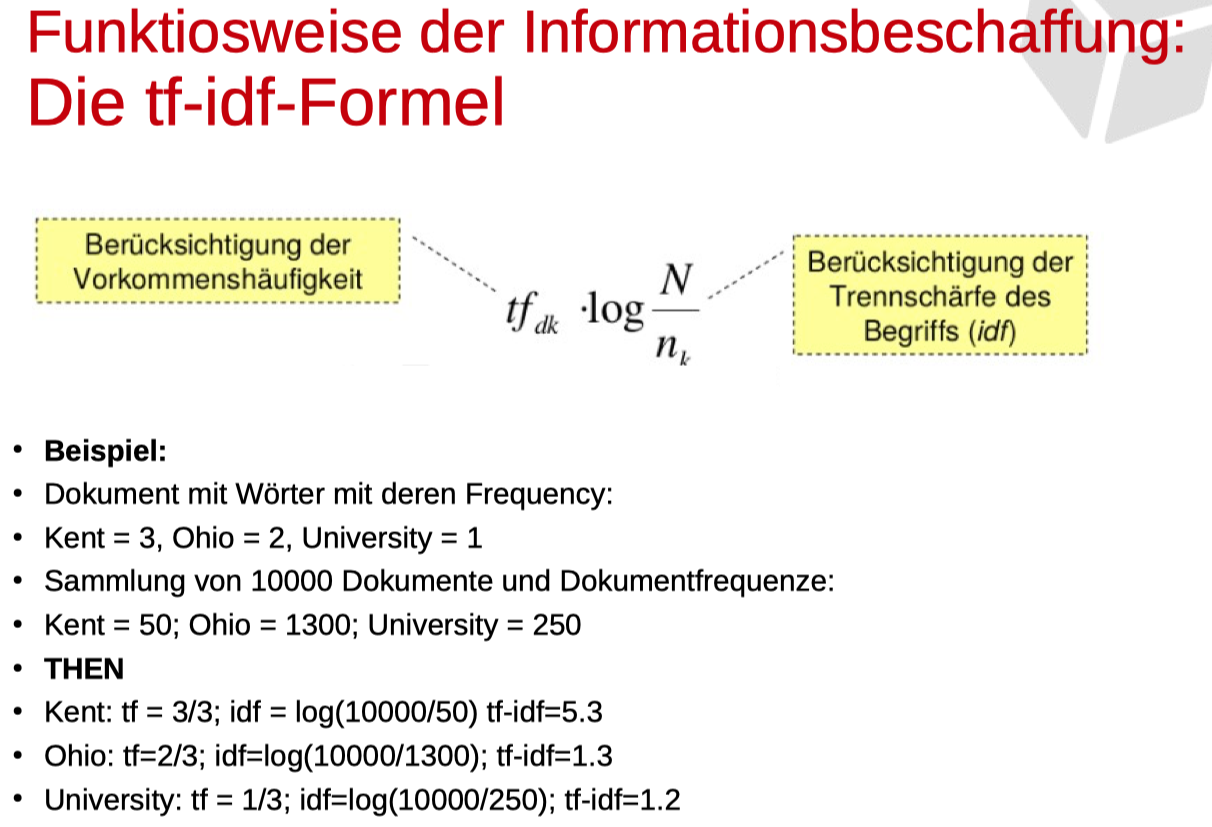 Funktiosweise der Informationsbeschaffung:
Die tf-idf-Formel
Berücksichtigung der
Vorkommenshäufigkeit
tf_dk · log N / n_k
Berücksichtigung der
Trennschärfe des
Begriffs (idf)
• Beispiel:
• Dokument mit Wörter mit deren Frequency:
• Kent = 3, Ohio = 2, University = 1
• Sammlung von 10000 Dokumente und Dokumentfrequenze:
• Kent = 50; Ohio = 1300; University = 250
• THEN
• Kent: tf = 3/3; idf = log(10000/50) tf-idf=5.3
• Ohio: tf=2/3; idf=log(10000/1300); tf-idf=1.3
• University: tf = 1/3; idf=log(10000/250); tf-idf=1.2